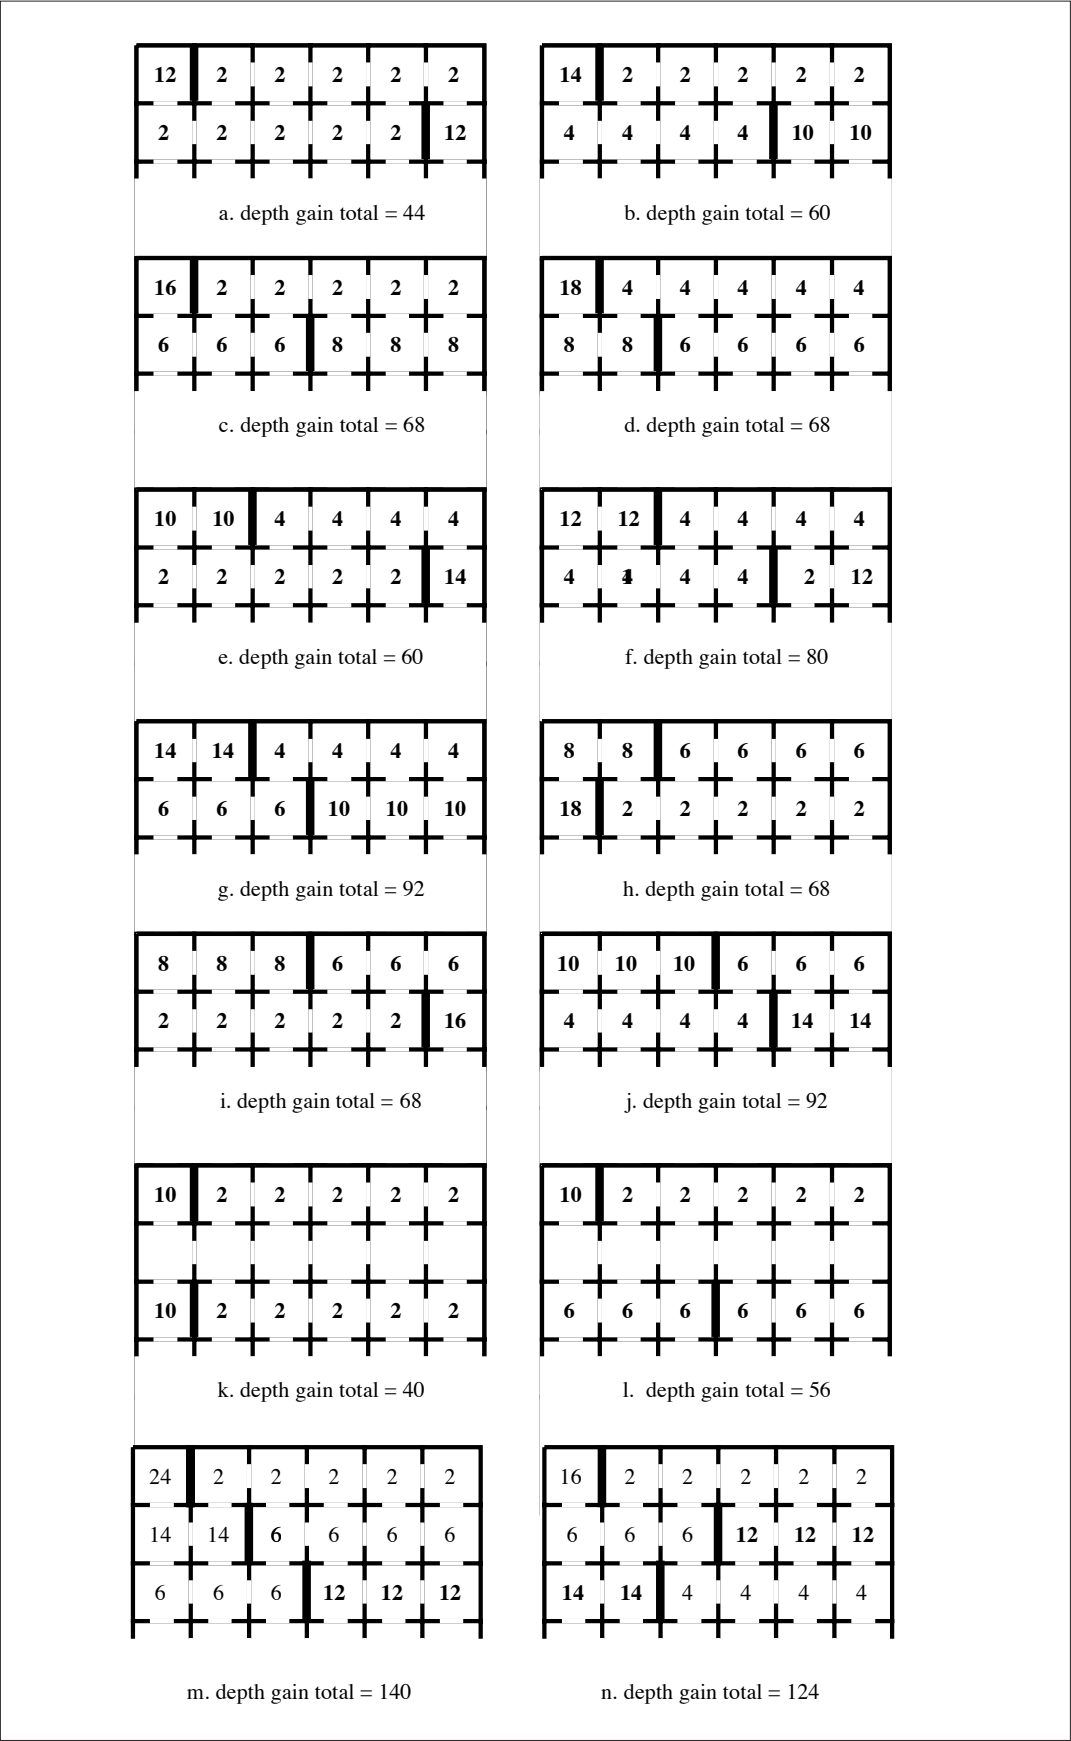 12 2 2 2 2 2
2 2 2 2 2 12
a. depth gain total = 44
14 2 2 2 2 2
4 4 4 4 10 10
b. depth gain total = 60
16 2 2 2 2 2
6 6 6 8 8 8
c. depth gain total = 68
18 4 4 4 4 4
8 8 6 6 6 6
d. depth gain total = 68
10 10 4 4 4 4
2 2 2 2 2 14
e. depth gain total = 60
12 12 4 4 4 4
4 4 4 2 12
f. depth gain total = 80
14 14 4 4 4 4
6 6 6 10 10 10
g. depth gain total = 92
8 8 6 6 6 6
18 2 2 2 2 2
h. depth gain total = 68
8 8 8 6 6 6
2 2 2 2 2 16
i. depth gain total = 68
10 10 10 6 6 6
4 4 4 4 14 14
j. depth gain total = 92
10 2 2 2 2 2
10 2 2 2 2 2
k. depth gain total = 40
10 2 2 2 2 2
6 6 6 6 6 6
l. depth gain total = 56
24 2 2 2 2 2
14 14 6 6 6 6
6 6 6 12 12 12
m. depth gain total = 140
16 2 2 2 2 2
6 6 6 12 12 12
14 14 4 4 4 4
n. depth gain total = 124